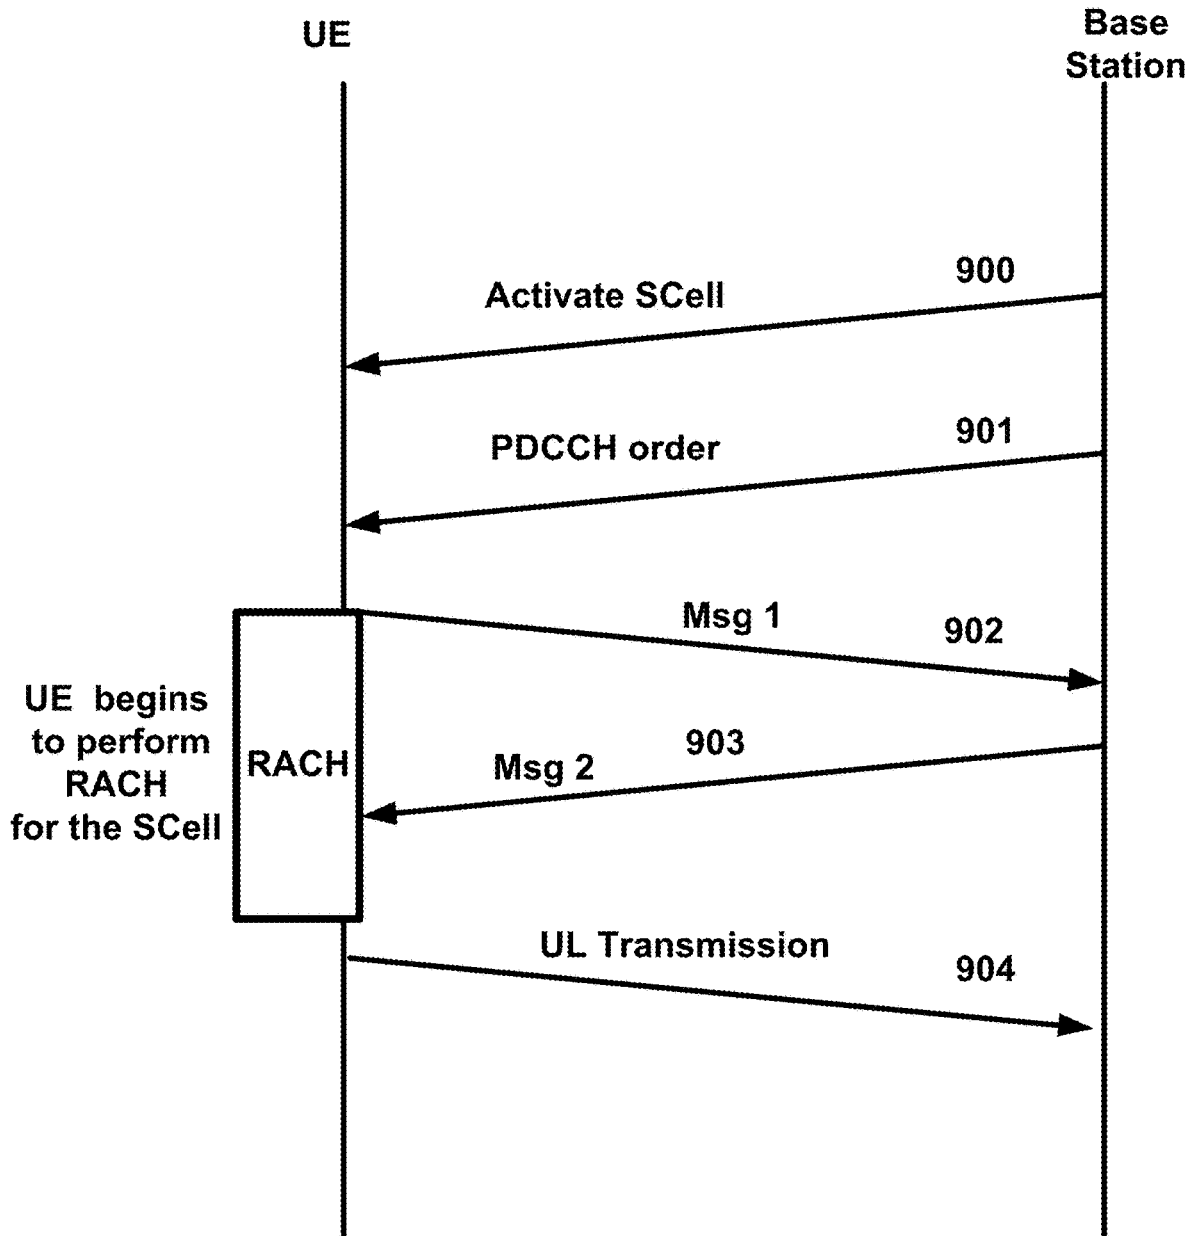 UE
Base
Station
900
Activate SCell
901
PDCCH order
Msg 1
902
UE begins
to perform
RACH
for the SCell
RACH
903
Msg 2
UL Transmission
904